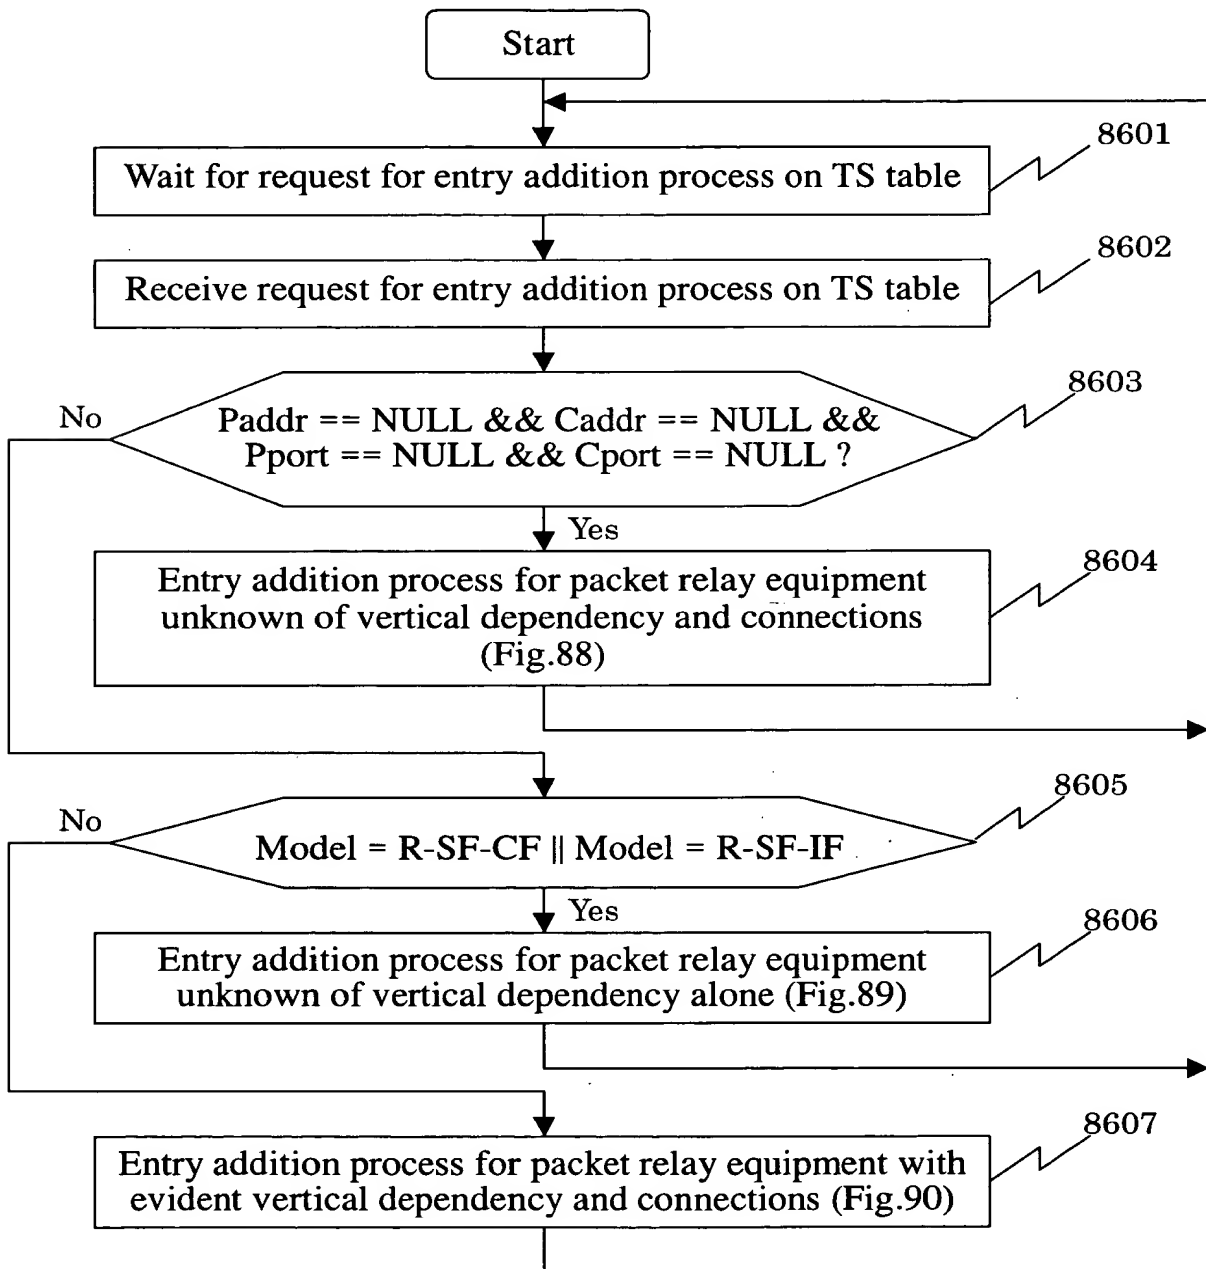 Start
8601
Wait for request for entry addition process on TS table
8602
Receive request for entry addition process on TS table
8603
No
Paddr == NULL && Caddr == NULL &&
Pport == NULL && Cport == NULL ?
Yes
8604
Entry addition process for packet relay equipment
unknown of vertical dependency and connections
(Fig.88)
8605
No
Model = R-SF-CF || Model = R-SF-IF
Yes
8606
Entry addition process for packet relay equipment
unknown of vertical dependency alone (Fig.89)
8607
Entry addition process for packet relay equipment with
evident vertical dependency and connections (Fig.90)